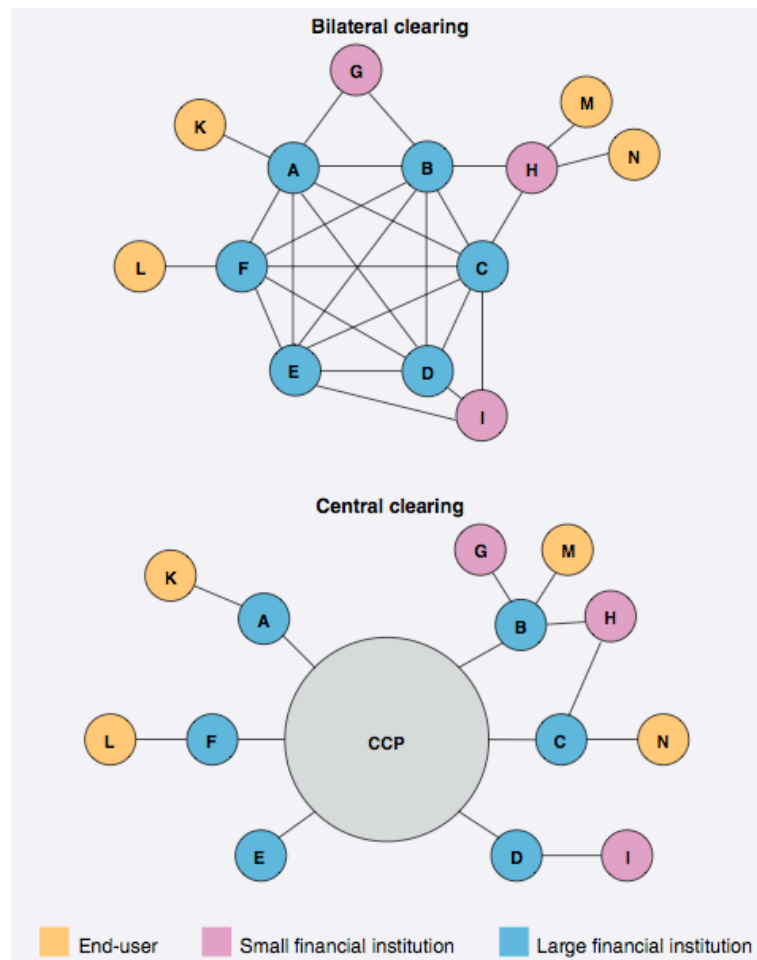 Bilateral clearing
G
M
K
N
A
B
H
L
F
C
E
D
I
Central clearing
G
M
K
H
A
B
L
F
CCP
C
N
E
D
I
End-user
Small financial institution
Large financial institution